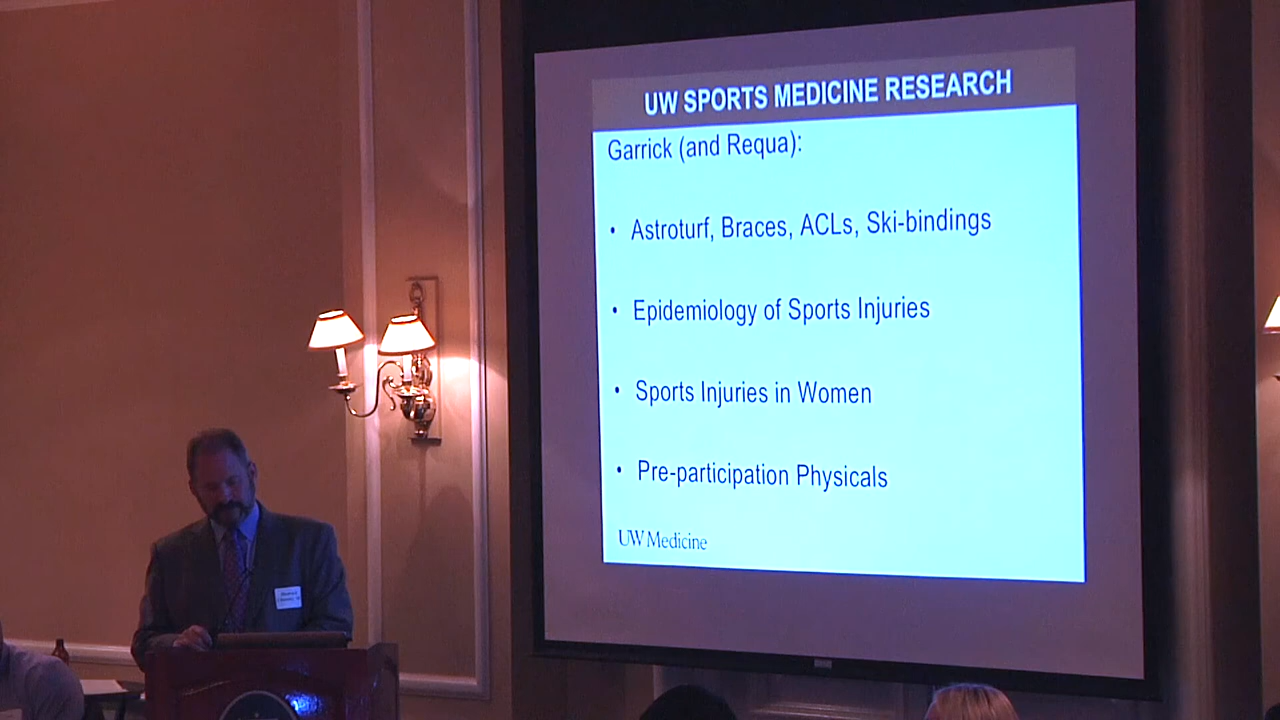 UW SPORTS MEDICINE RESEARCH
Garrick (and Requa):
• Astroturf, Braces, ACLs, Ski-bindings
• Epidemiology of Sports Injuries
• Sports Injuries in Women
• Pre-participation Physicals
UW Medicine